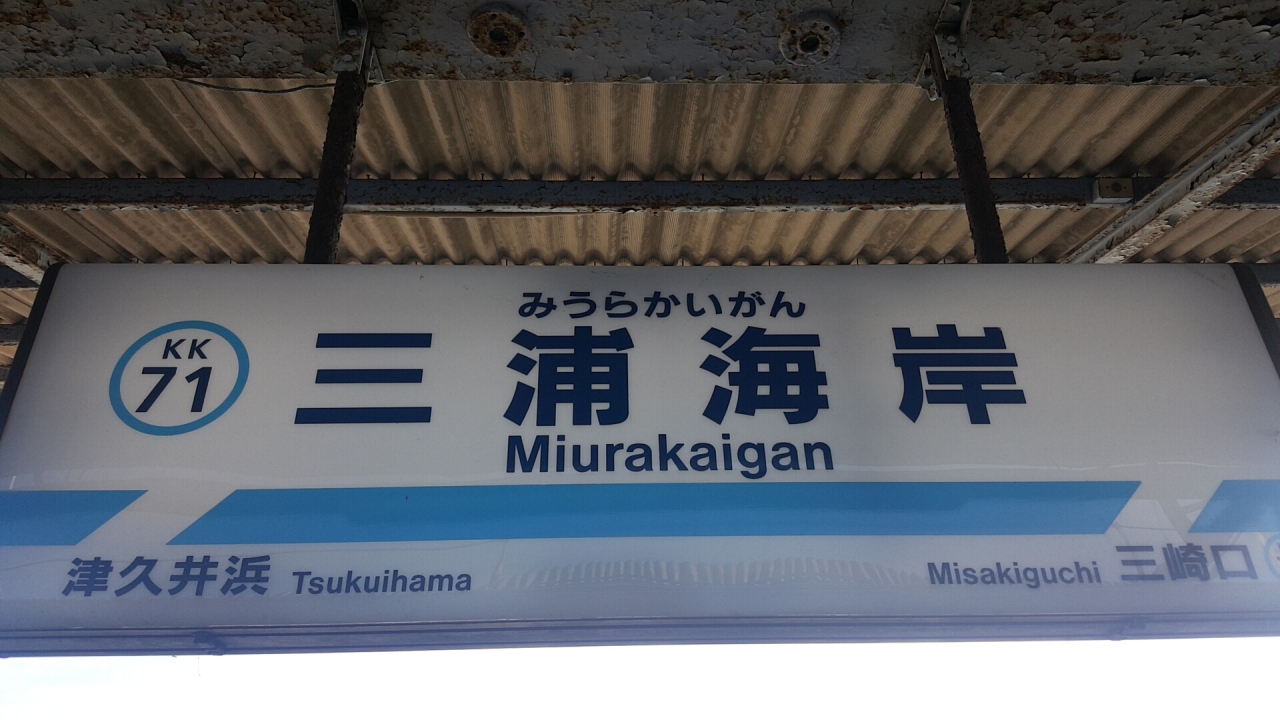 みうらかいがん
KK
71
三浦海岸
Miurakaigan
津久井浜 Tsukuihama
Misakiguchi 三崎口